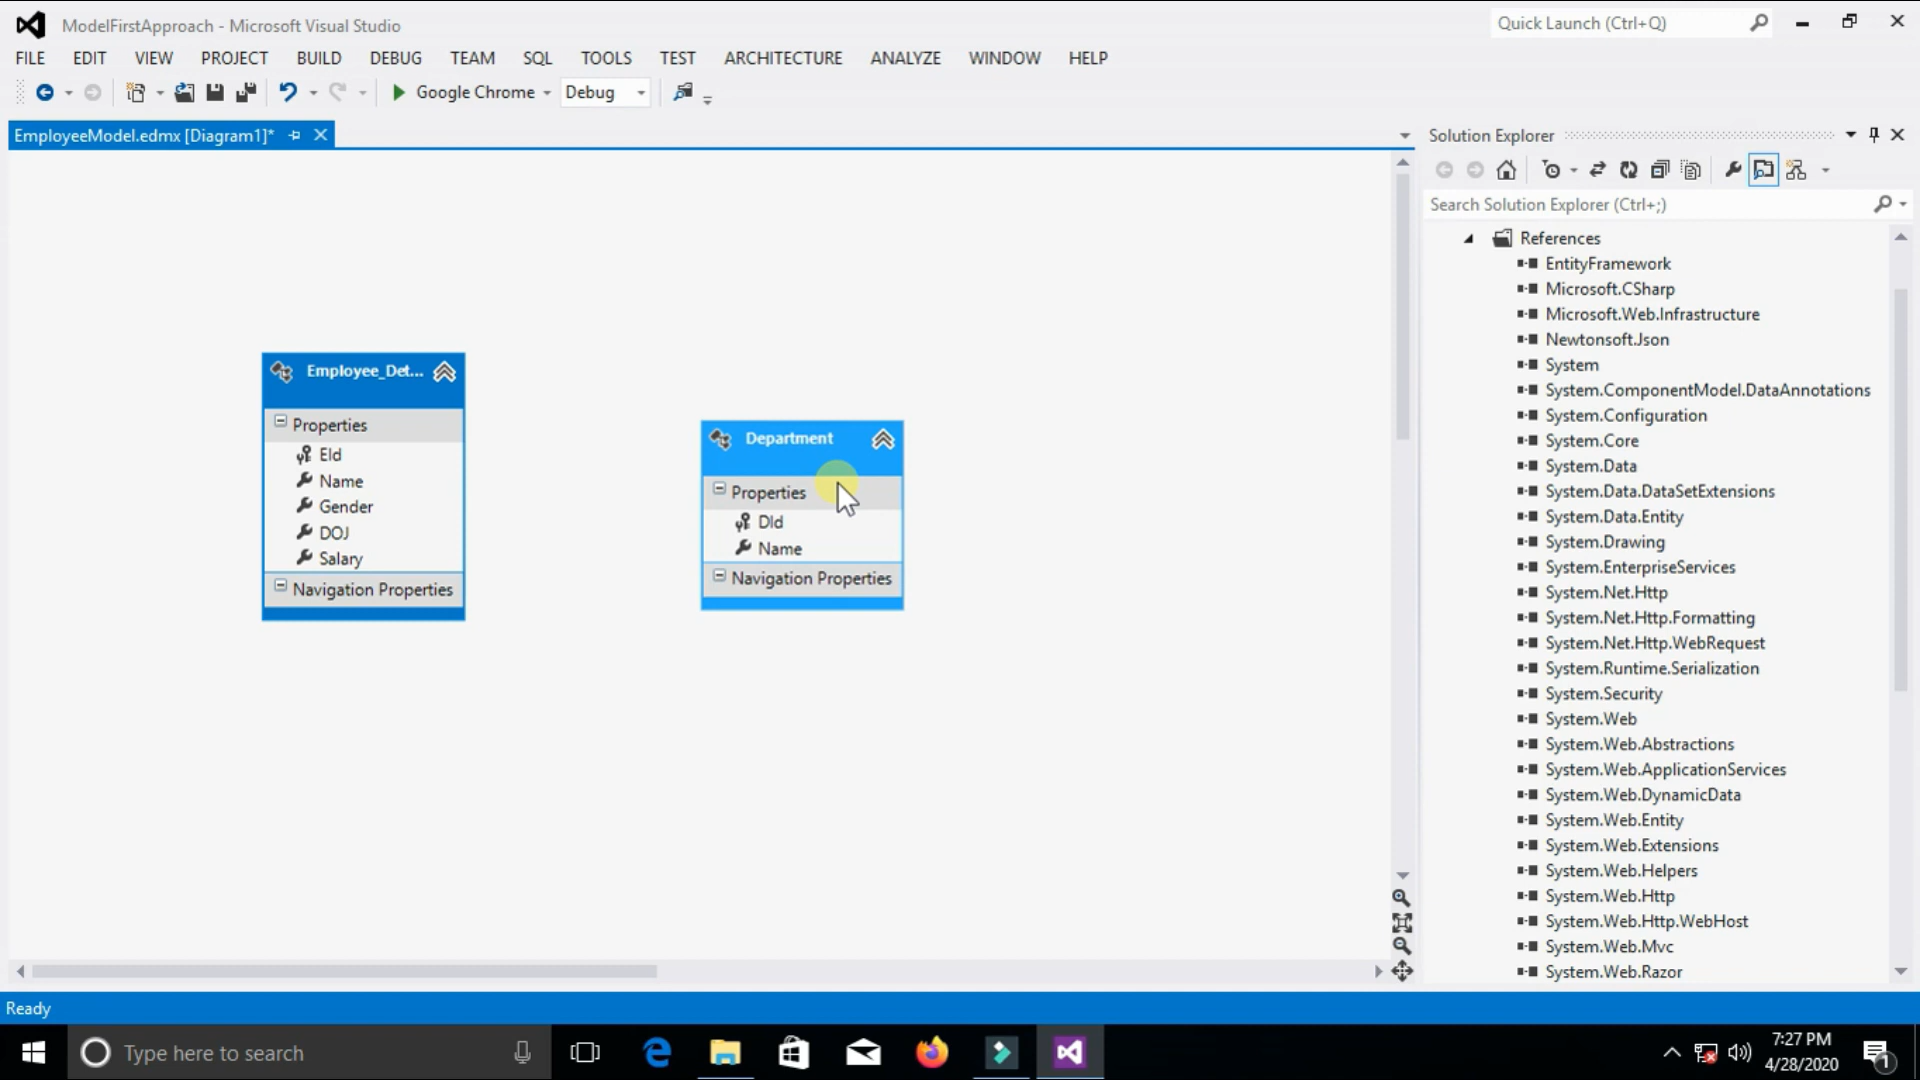 ModelFirstApproach - Microsoft Visual Studio
Quick Launch (Ctrl+Q)
FILE EDIT VIEW PROJECT BUILD DEBUG TEAM SQL TOOLS TEST ARCHITECTURE ANALYZE WINDOW HELP
Google Chrome
Debug
EmployeeModel.edmx [Diagram1]*
Employee_Det...
Properties
EId
Name
Gender
DOJ
Salary
Navigation Properties
Department
Properties
DId
Name
Navigation Properties
Solution Explorer
Search Solution Explorer (Ctrl+;)
References
EntityFramework
Microsoft.CSharp
Microsoft.Web.Infrastructure
Newtonsoft.Json
System
System.ComponentModel.DataAnnotations
System.Configuration
System.Core
System.Data
System.Data.DataSetExtensions
System.Data.Entity
System.Drawing
System.EnterpriseServices
System.Net.Http
System.Net.Http.Formatting
System.Net.Http.WebRequest
System.Runtime.Serialization
System.Security
System.Web
System.Web.Abstractions
System.Web.ApplicationServices
System.Web.DynamicData
System.Web.Entity
System.Web.Extensions
System.Web.Helpers
System.Web.Http
System.Web.Http.WebHost
System.Web.Mvc
System.Web.Razor
Ready
Type here to search
7:27 PM
4/28/2020
1